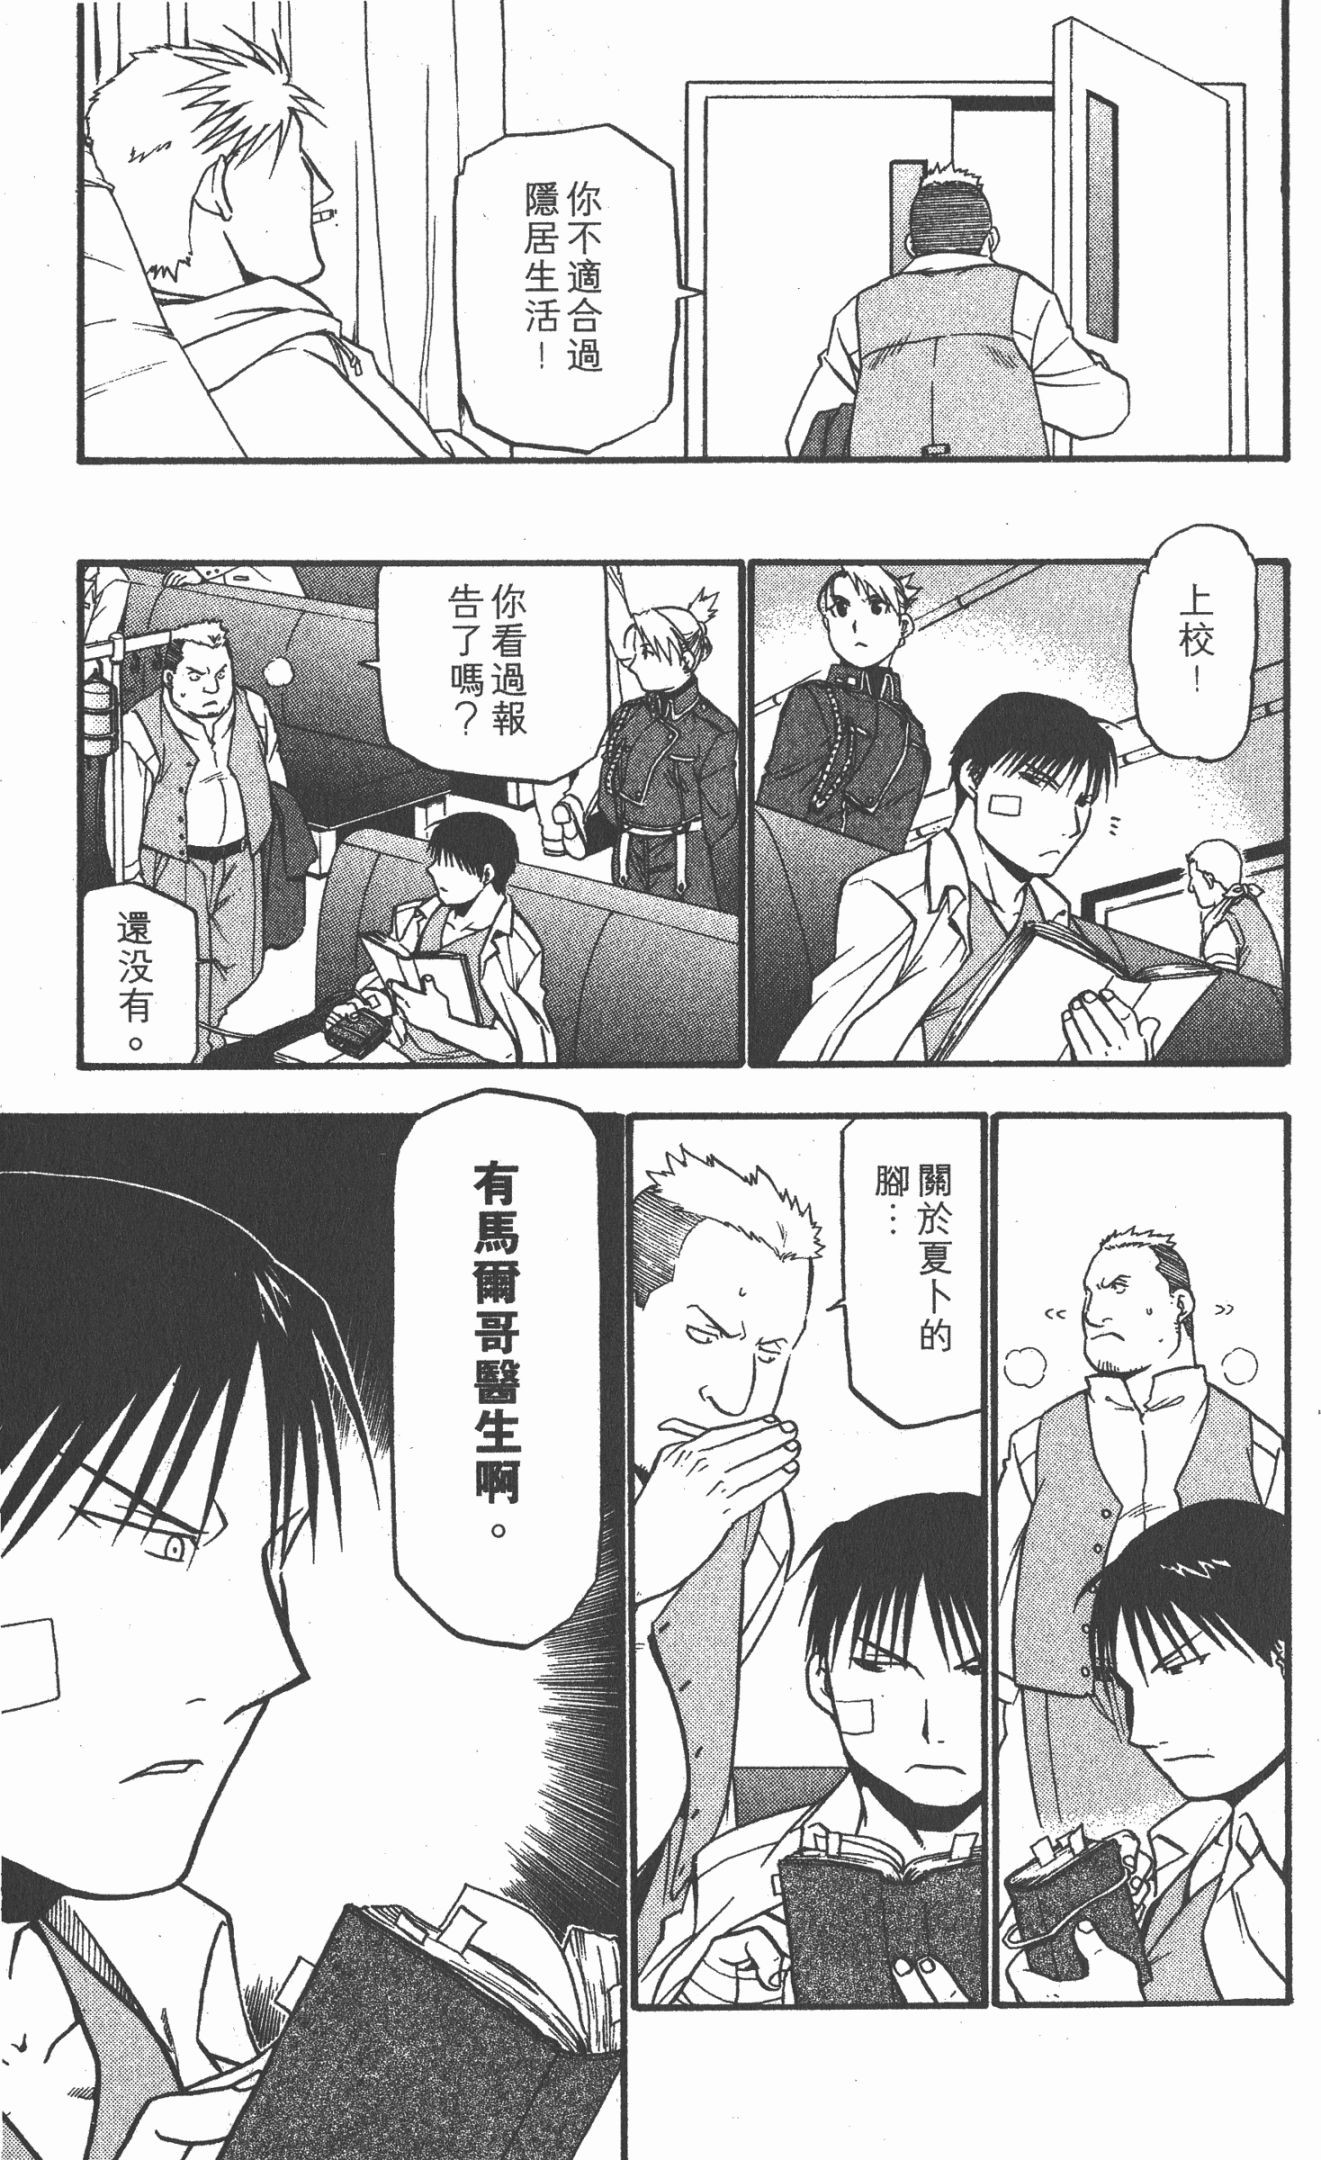 你不適合過
隱居生活！
上校！
你看過報
告了嗎？
還沒有。
關於夏卜的
腳…
有馬爾哥醫生啊。